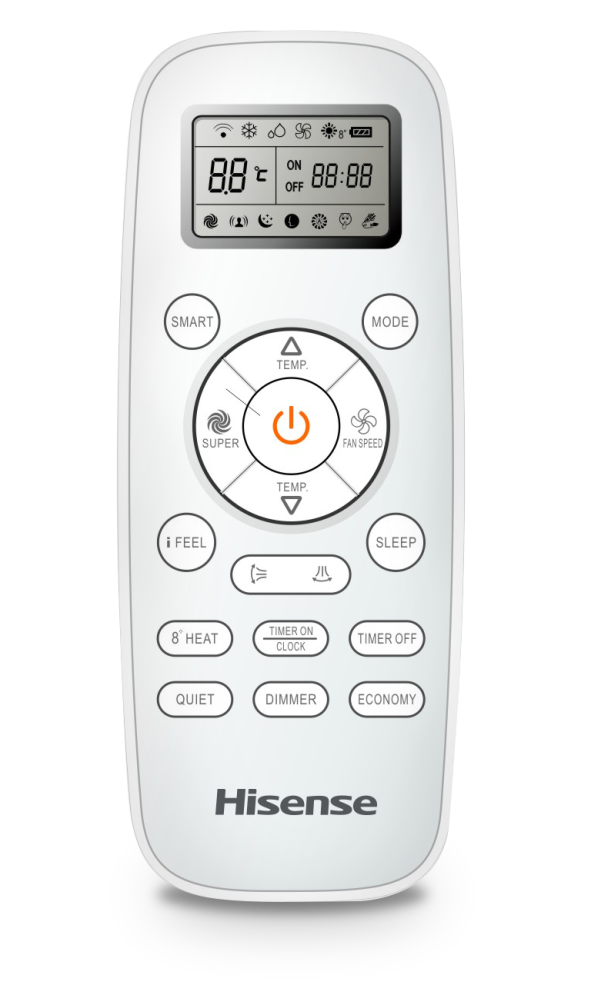 8°
88 °C ON 88:88
OFF
SMART MODE
TEMP.
SUPER FAN SPEED
TEMP.
i FEEL SLEEP
8° HEAT TIMER ON TIMER OFF
CLOCK
QUIET DIMMER ECONOMY
Hisense